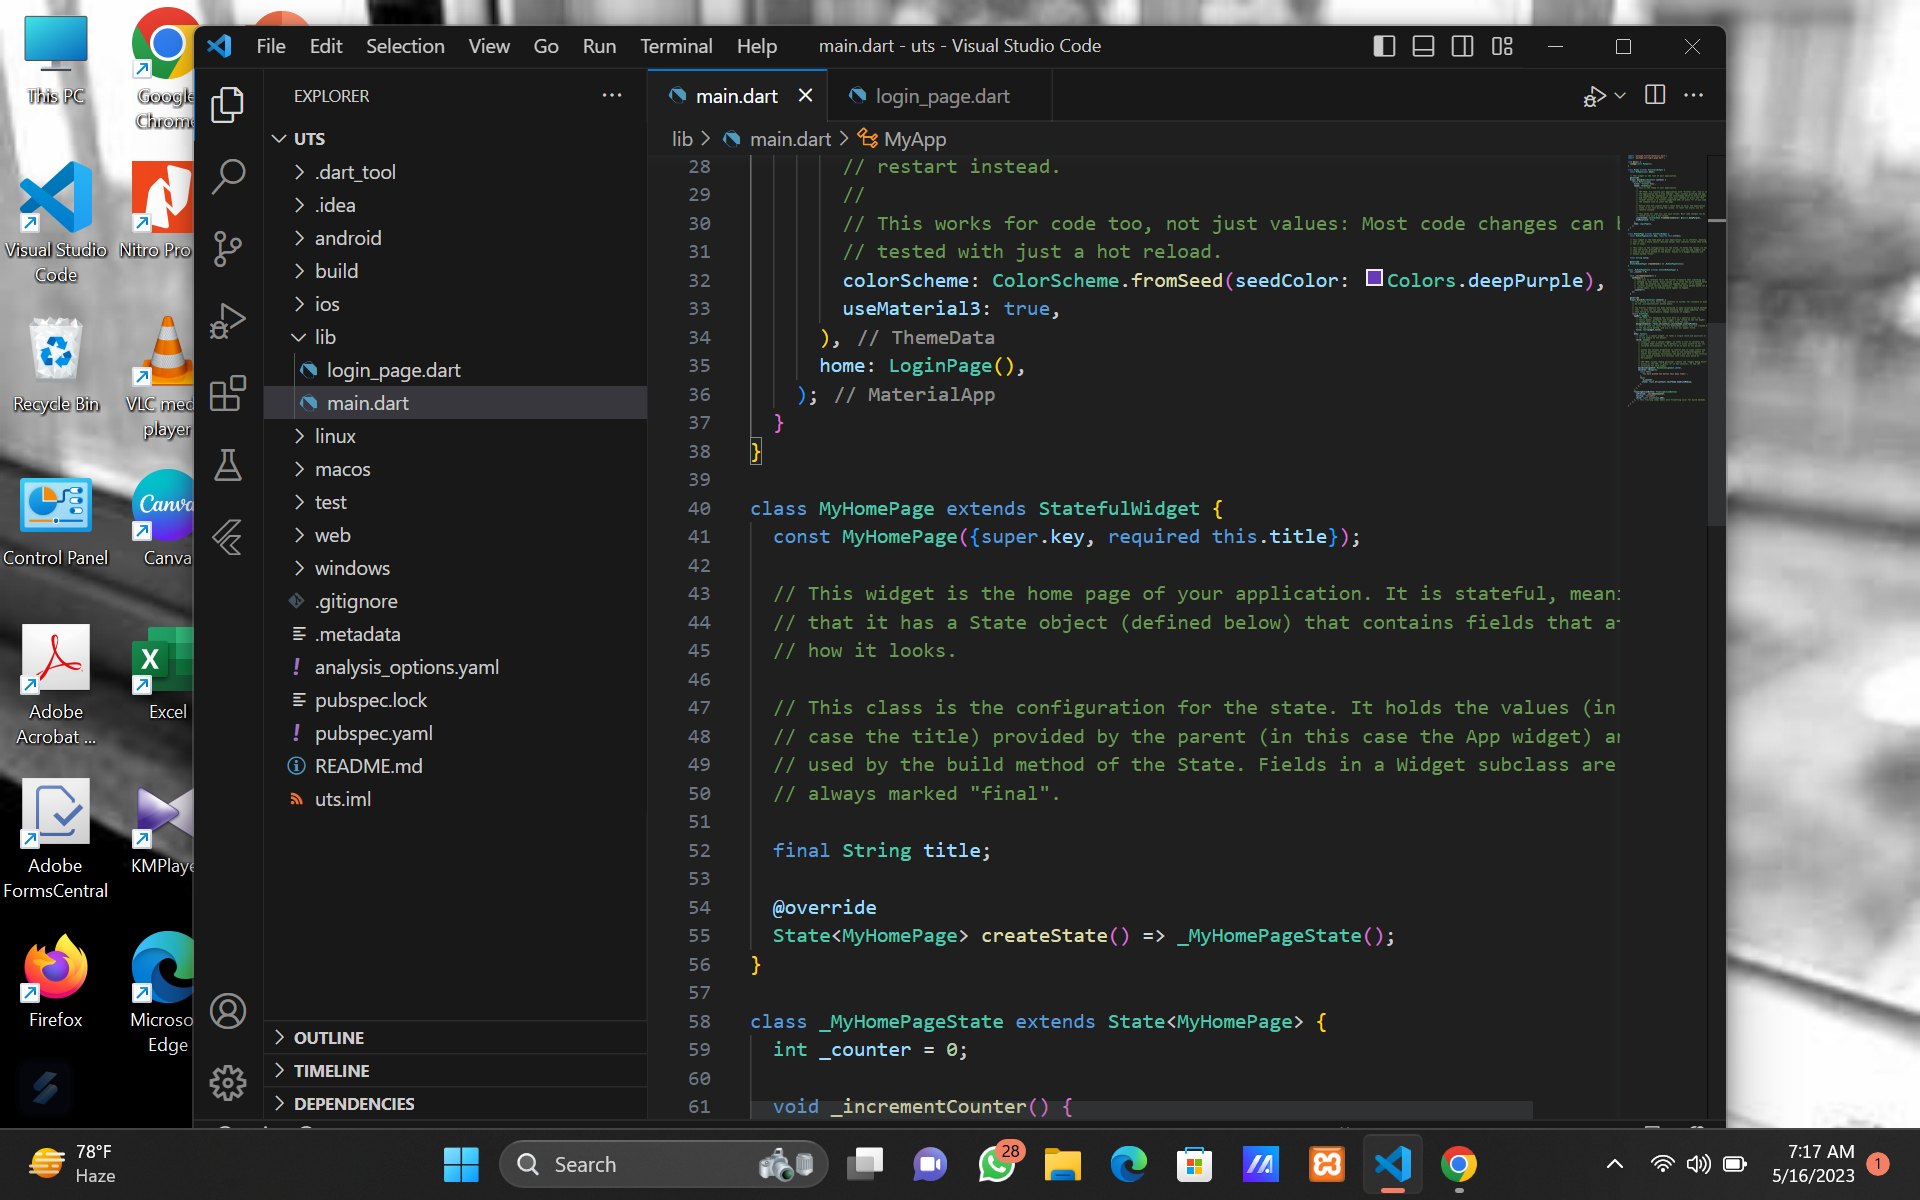 This PC
Google
Chrome
Visual Studio
Code
Nitro Pro
Recycle Bin
VLC med
player
Control Panel
Canva
Canva
Adobe
Acrobat ...
Excel
Adobe
FormsCentral
KMPlaye
Firefox
Microso
Edge
File Edit Selection View Go Run Terminal Help
main.dart - uts - Visual Studio Code
EXPLORER
UTS
.dart_tool
.idea
android
build
ios
lib
login_page.dart
main.dart
linux
macos
test
web
windows
.gitignore
.metadata
analysis_options.yaml
pubspec.lock
pubspec.yaml
README.md
uts.iml
OUTLINE
TIMELINE
DEPENDENCIES
main.dart login_page.dart
lib > main.dart > MyApp
28 // restart instead.
29 //
30 // This works for code too, not just values: Most code changes can b
31 // tested with just a hot reload.
32 colorScheme: ColorScheme.fromSeed(seedColor: Colors.deepPurple),
33 useMaterial3: true,
34 ), // ThemeData
35 home: LoginPage(),
36 ); // MaterialApp
37 }
38 }
39
40 class MyHomePage extends StatefulWidget {
41 const MyHomePage({super.key, required this.title});
42
43 // This widget is the home page of your application. It is stateful, meani
44 // that it has a State object (defined below) that contains fields that af
45 // how it looks.
46
47 // This class is the configuration for the state. It holds the values (in
48 // case the title) provided by the parent (in this case the App widget) an
49 // used by the build method of the State. Fields in a Widget subclass are
50 // always marked "final".
51
52 final String title;
53
54 @override
55 State<MyHomePage> createState() => _MyHomePageState();
56 }
57
58 class _MyHomePageState extends State<MyHomePage> {
59 int _counter = 0;
60
61 void _incrementCounter() {
78°F
Haze
Search
28
7:17 AM
5/16/2023
1